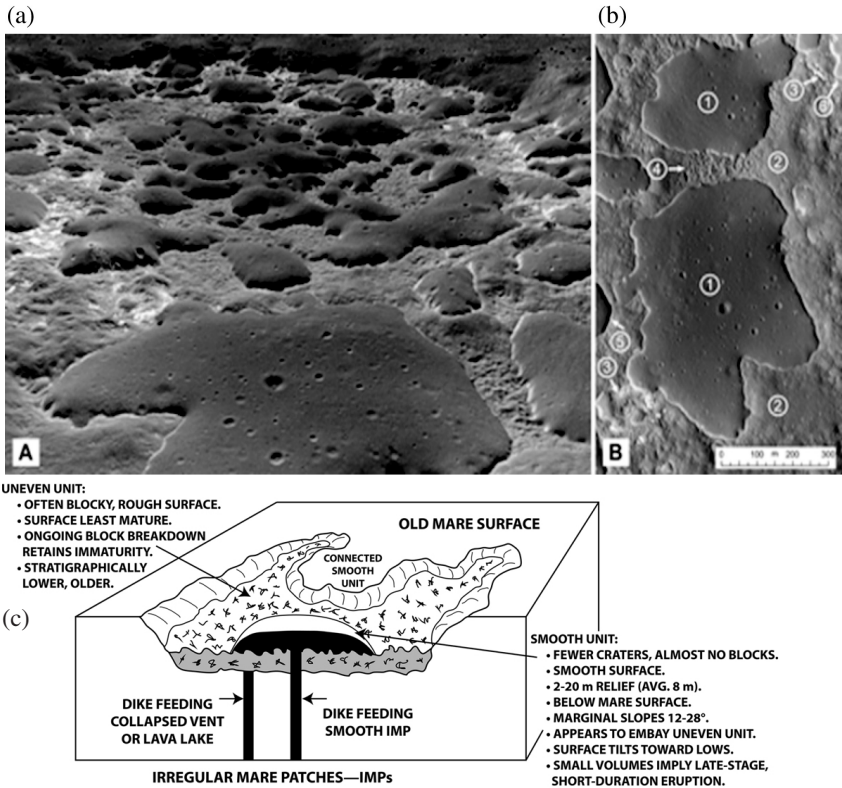 (a)
(b)
A
①
③
⑥
④
②
①
⑤
③
②
B
0 100 m 200 300
UNEVEN UNIT:
• OFTEN BLOCKY, ROUGH SURFACE.
• SURFACE LEAST MATURE.
• ONGOING BLOCK BREAKDOWN
RETAINS IMMATURITY.
• STRATIGRAPHICALLY
LOWER, OLDER.
OLD MARE SURFACE
CONNECTED
SMOOTH
UNIT
(c)
DIKE FEEDING
COLLAPSED VENT
OR LAVA LAKE
DIKE FEEDING
SMOOTH IMP
SMOOTH UNIT:
• FEWER CRATERS, ALMOST NO BLOCKS.
• SMOOTH SURFACE.
• 2-20 m RELIEF (AVG. 8 m).
• BELOW MARE SURFACE.
• MARGINAL SLOPES 12-28°.
• APPEARS TO EMBAY UNEVEN UNIT.
• SURFACE TILTS TOWARD LOWS.
• SMALL VOLUMES IMPLY LATE-STAGE,
SHORT-DURATION ERUPTION.
IRREGULAR MARE PATCHES—IMPs